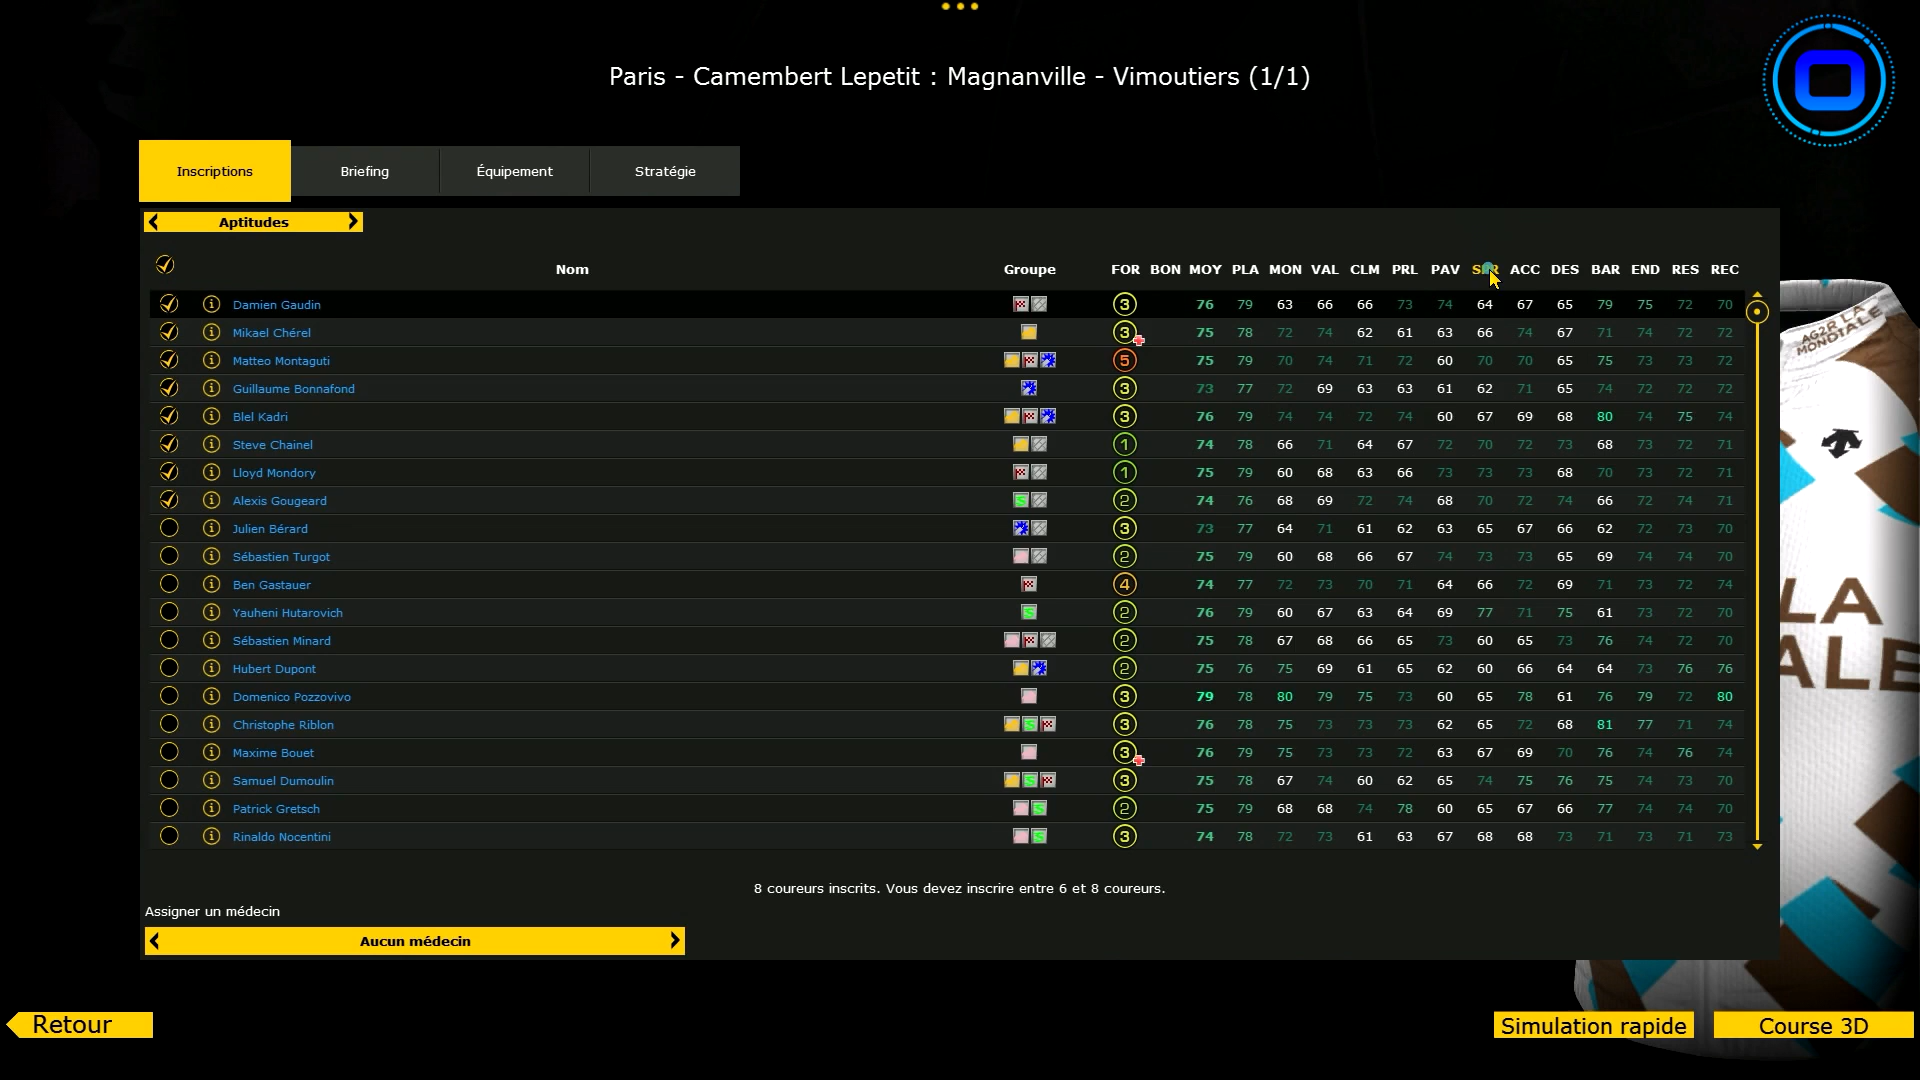 Paris - Camembert Lepetit : Magnanville - Vimoutiers (1/1)
Inscriptions Briefing Équipement Stratégie
Aptitudes
Nom Groupe FOR BON MOY PLA MON VAL CLM PRL PAV ACC DES BAR END RES REC
Damien Gaudin 3 76 79 63 66 66 73 74 64 67 65 79 75 72 70
Mikael Chérel 3 75 78 72 74 62 61 63 66 74 67 71 74 72 72
Matteo Montaguti 5 75 79 70 74 71 72 60 70 70 65 75 73 73 72
Guillaume Bonnafond 3 73 77 72 69 63 63 61 62 71 65 74 72 72 72
Blel Kadri 3 76 79 74 74 72 74 60 67 69 68 80 74 75 74
Steve Chainel 1 74 78 66 71 64 67 72 70 72 73 68 73 72 71
Lloyd Mondory 1 75 79 60 68 63 66 73 73 73 68 70 73 72 71
Alexis Gougeard 2 74 76 68 69 72 74 68 70 72 74 66 72 74 71
Julien Bérard 3 73 77 64 71 61 62 63 65 67 66 62 72 73 70
Sébastien Turgot 2 75 79 60 68 66 67 74 73 73 65 69 74 74 70
Ben Gastauer 4 74 77 72 73 70 71 64 66 72 69 71 73 72 74
Yauheni Hutarovich 2 76 79 60 67 63 64 69 77 71 75 61 73 72 70
Sébastien Minard 2 75 78 67 68 66 65 73 60 65 73 76 74 72 70
Hubert Dupont 2 75 76 75 69 61 65 62 60 66 64 64 73 76 76
Domenico Pozzovivo 3 79 78 80 79 75 73 60 65 78 61 76 79 72 80
Christophe Riblon 3 76 78 75 73 73 73 62 65 72 68 81 77 71 74
Maxime Bouet 3 76 79 75 73 73 72 63 67 69 70 76 74 76 74
Samuel Dumoulin 3 75 78 67 74 60 62 65 74 75 76 75 74 73 70
Patrick Gretsch 2 75 79 68 68 74 78 60 65 67 66 77 74 74 70
Rinaldo Nocentini 3 74 78 72 73 61 63 67 68 68 73 71 73 71 73
8 coureurs inscrits. Vous devez inscrire entre 6 et 8 coureurs.
Assigner un médecin
Aucun médecin
Retour
Simulation rapide Course 3D
AG2R LA
MONDIALE
LA
ALE